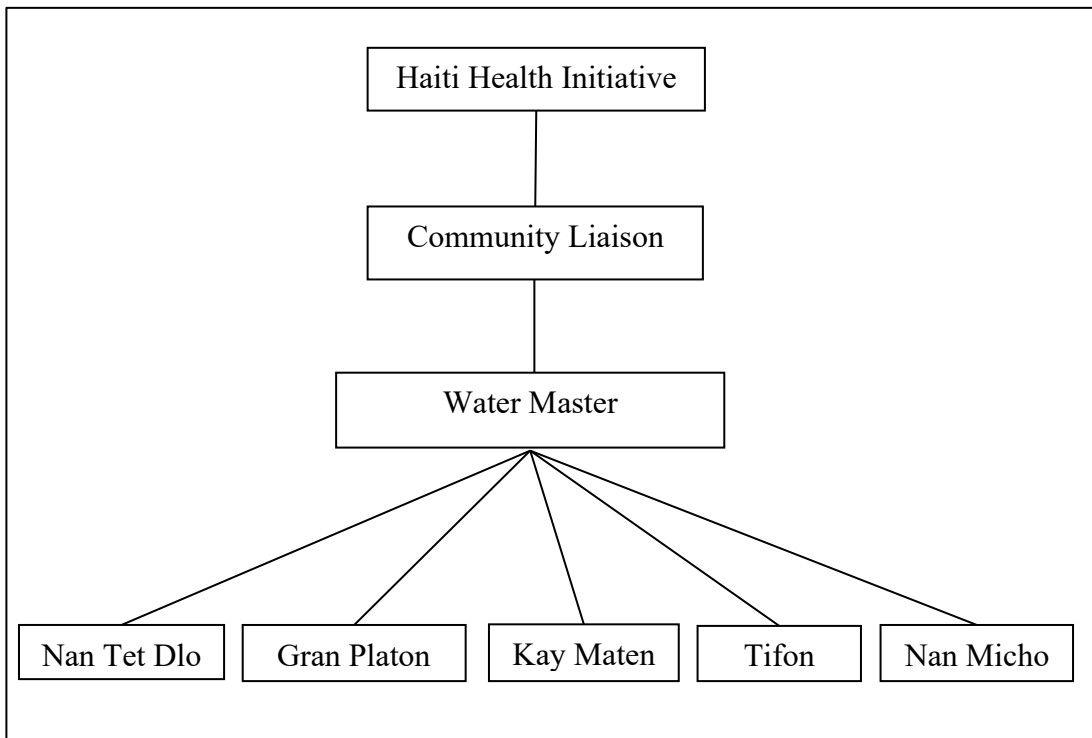 Haiti Health Initiative
Community Liaison
Water Master
Nan Tet Dlo
Gran Platon
Kay Maten
Tifon
Nan Micho